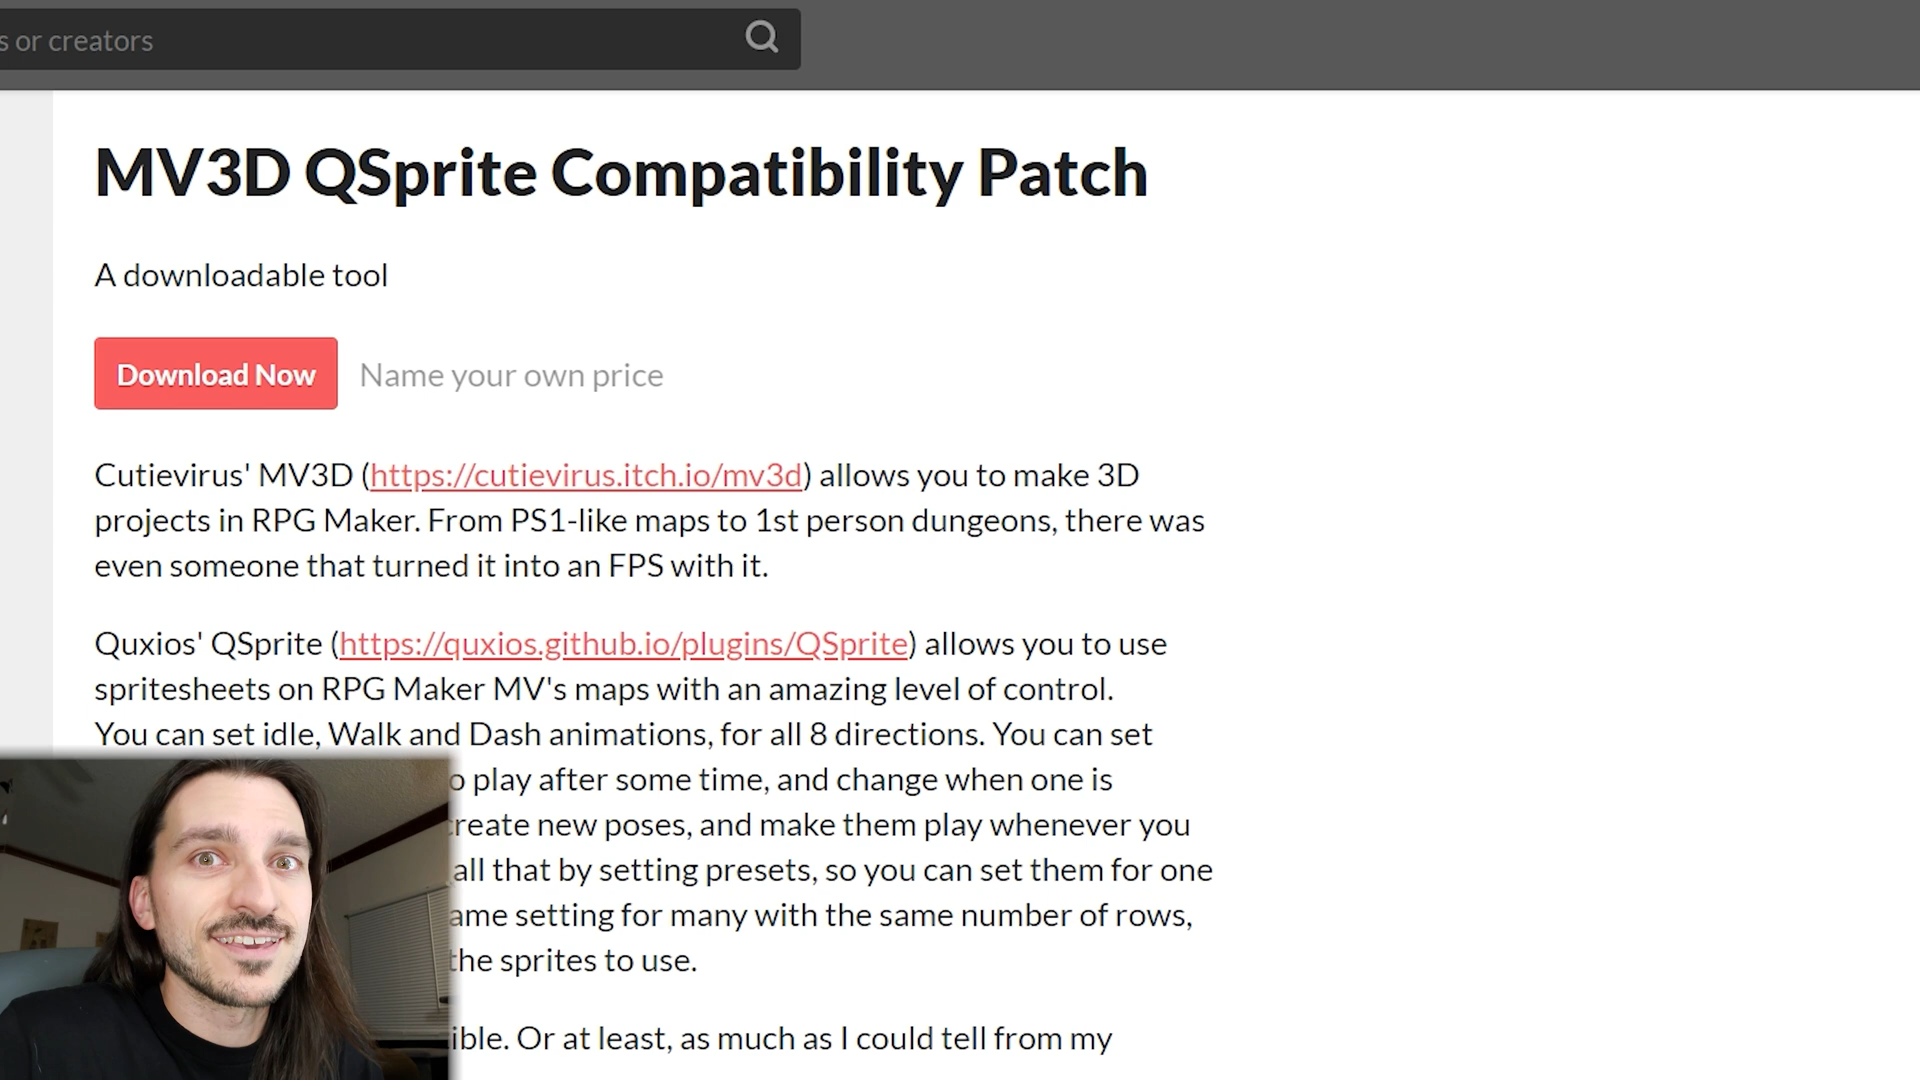 s or creators
MV3D QSprite Compatibility Patch
A downloadable tool
Download Now Name your own price
Cutievirus' MV3D (https://cutievirus.itch.io/mv3d) allows you to make 3D
projects in RPG Maker. From PS1-like maps to 1st person dungeons, there was
even someone that turned it into an FPS with it.
Quxios' QSprite (https://quxios.github.io/plugins/QSprite) allows you to use
spritesheets on RPG Maker MV's maps with an amazing level of control.
You can set idle, Walk and Dash animations, for all 8 directions. You can set
o play after some time, and change when one is
create new poses, and make them play whenever you
all that by setting presets, so you can set them for one
ame setting for many with the same number of rows,
the sprites to use.
ible. Or at least, as much as I could tell from my